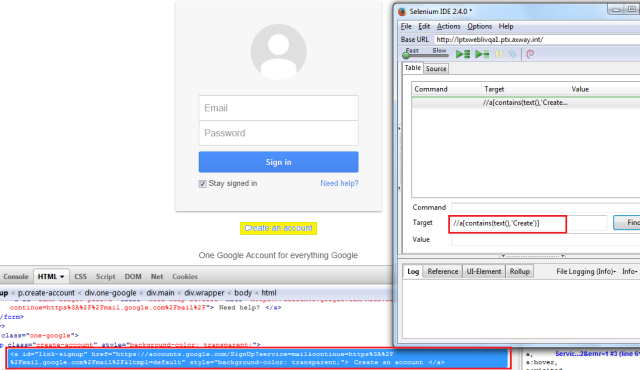 Email
Password
Sign in
Stay signed in
Need help?
Create an account
One Google Account for everything Google
Console
HTML
CSS
Script
DOM
Net
Cookies
up < p.create-account < div.one-google < div.main < div.wrapper < body < html
continue=https%3A%2F%2Fmail.google.com%2Fmail%2F"> Need help? </a>
/form>
class="one-google">
class="create-account" style="background-color: transparent;">
<a id="link-signup" href="https://accounts.google.com/SignUp?service=mail&continue=https%3A%2F
%2Fmail.google.com%2Fmail%2F&ltmpl=default" style="background-color: transparent;"> Create an account </a>
Selenium IDE 2.4.0 *
File Edit Actions Options Help
Base URL http://lptxweblivqa1.ptx.axway.int/
Fast Slow
Table Source
Command Target Value
//a[contains(text(),'Create...
Command
Target //a[contains(text(),'Create')]
Find
Value
Log Reference UI-Element Rollup File Logging (Info)- Info-
a, Servic...2&emr=1 #3 (line 6
a:hover,